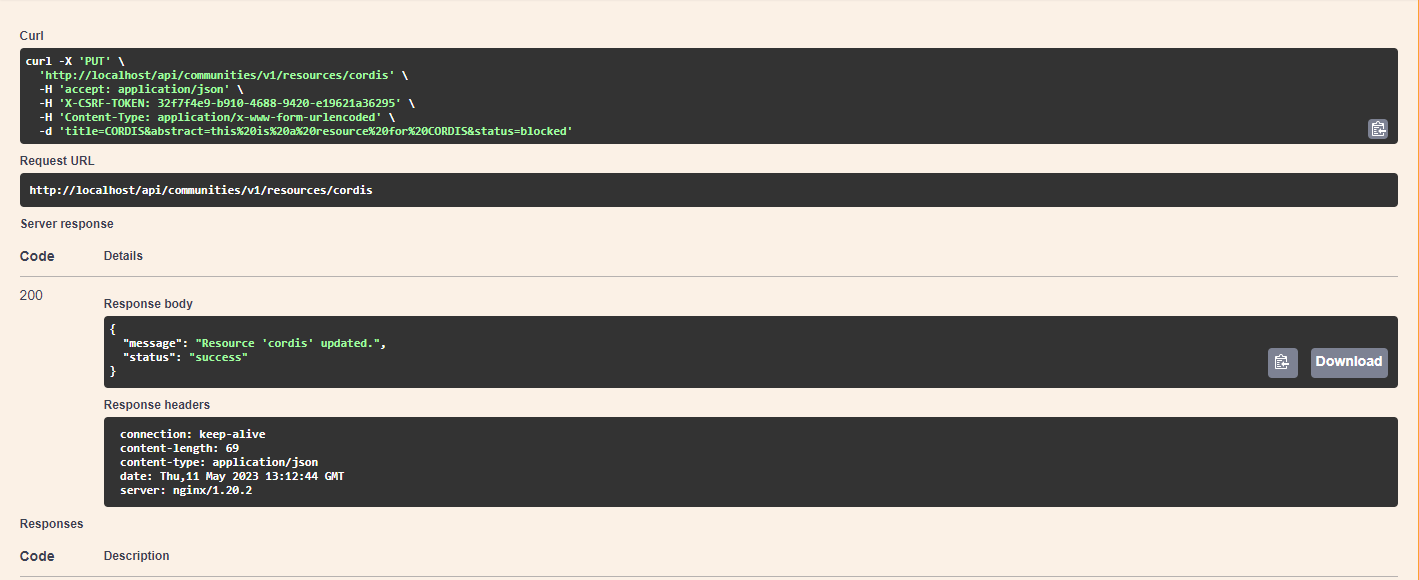 Curl
curl -X 'PUT' \
  'http://localhost/api/communities/v1/resources/cordis' \
  -H 'accept: application/json' \
  -H 'X-CSRF-TOKEN: 32f7f4e9-b910-4688-9420-e19621a36295' \
  -H 'Content-Type: application/x-www-form-urlencoded' \
  -d 'title=CORDIS&abstract=this%20is%20a%20resource%20for%20CORDIS&status=blocked'
Request URL
http://localhost/api/communities/v1/resources/cordis
Server response
Code Details
200
Response body
{
  "message": "Resource 'cordis' updated.",
  "status": "success"
}
Download
Response headers
connection: keep-alive
content-length: 69
content-type: application/json
date: Thu,11 May 2023 13:12:44 GMT
server: nginx/1.20.2
Responses
Code Description